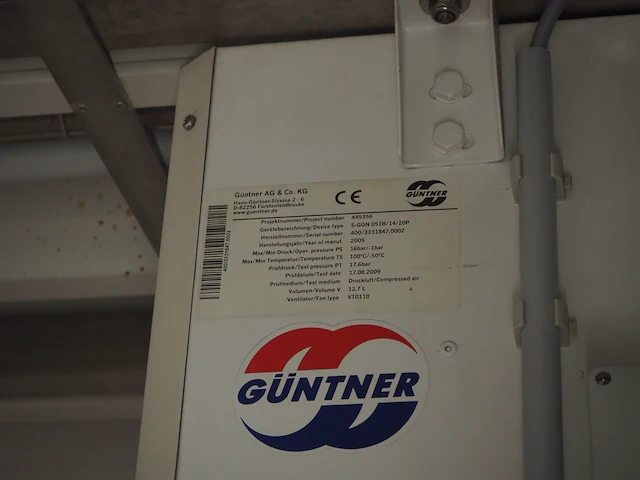 Güntner AG & Co. KG
Hans-Güntner-Strasse 2 - 6
D-82256 Fürstenfeldbruck
www.guentner.de
CE
GÜNTNER
Projektnummer/Project number 445356
Gerätebezeichnung/Device type S-GGN 051B/14/20P
Herstellnummer/Serial number 400/3331847.0002
Herstellungsjahr/Year of manuf. 2009
Max/Min Druck/Oper. pressure PS 16bar/-1bar
Max/Min Temperatur/Temperature TS 100°C/-50°C
Prüfdruck/Test pressure PT 17.6bar
Prüfdatum/Test date 17.08.2009
Prüfmedium/Test medium Druckluft/Compressed air
Volumen/Volume V 12,7 L
Ventilator/Fan type VT0110
400/3331847.0002
GÜNTNER